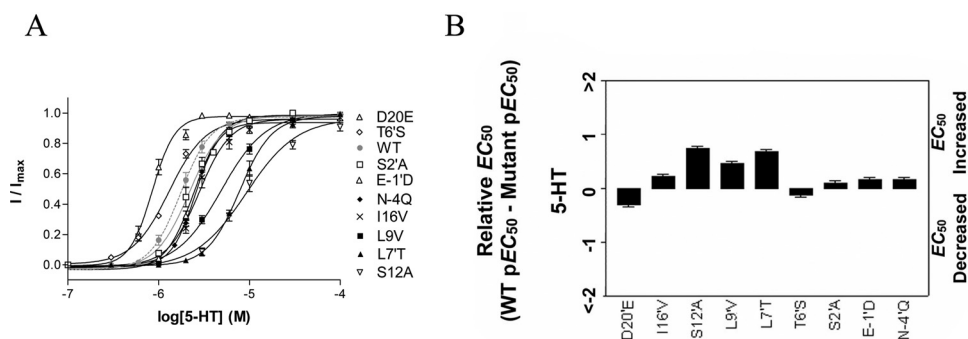 A
I / Imax
1.0
0.8
0.6
0.4
0.2
0.0
-7
-6
-5
-4
log[5-HT] (M)
D20E
T6'S
WT
S2'A
E-1'D
N-4Q
I16V
L9V
L7'T
S12A
B
Relative EC50
(WT pEC50 - Mutant pEC50)
5-HT
>2
1
0
-1
<-2
EC50
Increased
EC50
Decreased
D20'E
I16'V
S12'A
L9'V
L7'T
T6'S
S2'A
E-1'D
N-4'Q